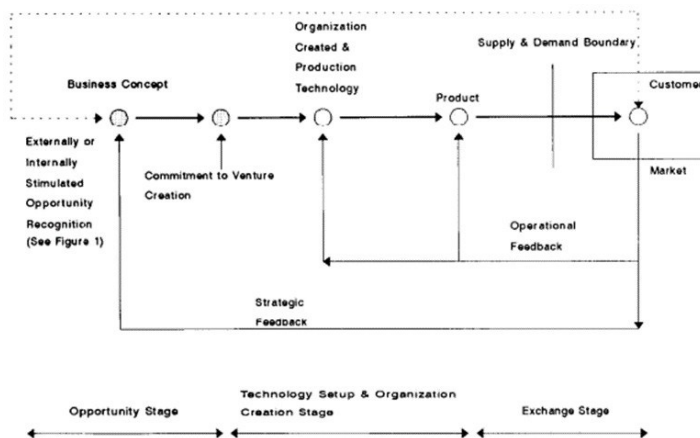 Organization
Created &
Production
Technology
Supply & Demand Boundary
Business Concept
Product
Customer
Externally or
Internally
Stimulated
Opportunity
Recognition
(See Figure 1)
Commitment to Venture
Creation
Market
Operational
Feedback
Strategic
Feedback
Opportunity Stage
Technology Setup & Organization
Creation Stage
Exchange Stage